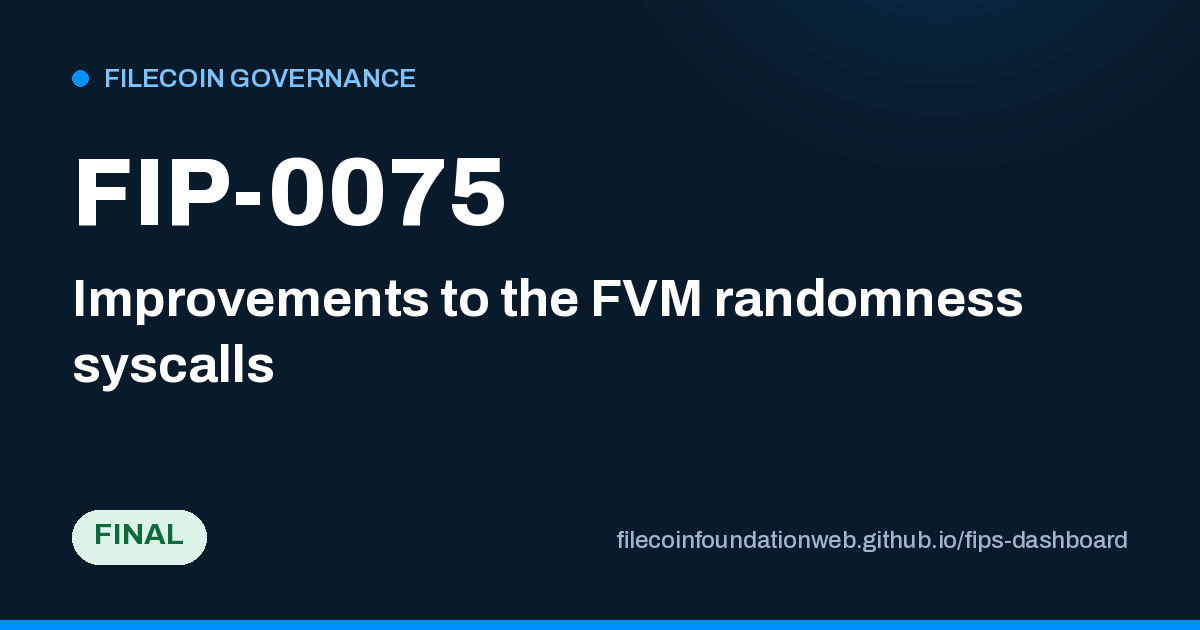 FILECOIN GOVERNANCE
FIP-0075
Improvements to the FVM randomness
syscalls
FINAL
filecoinfoundationweb.github.io/fips-dashboard